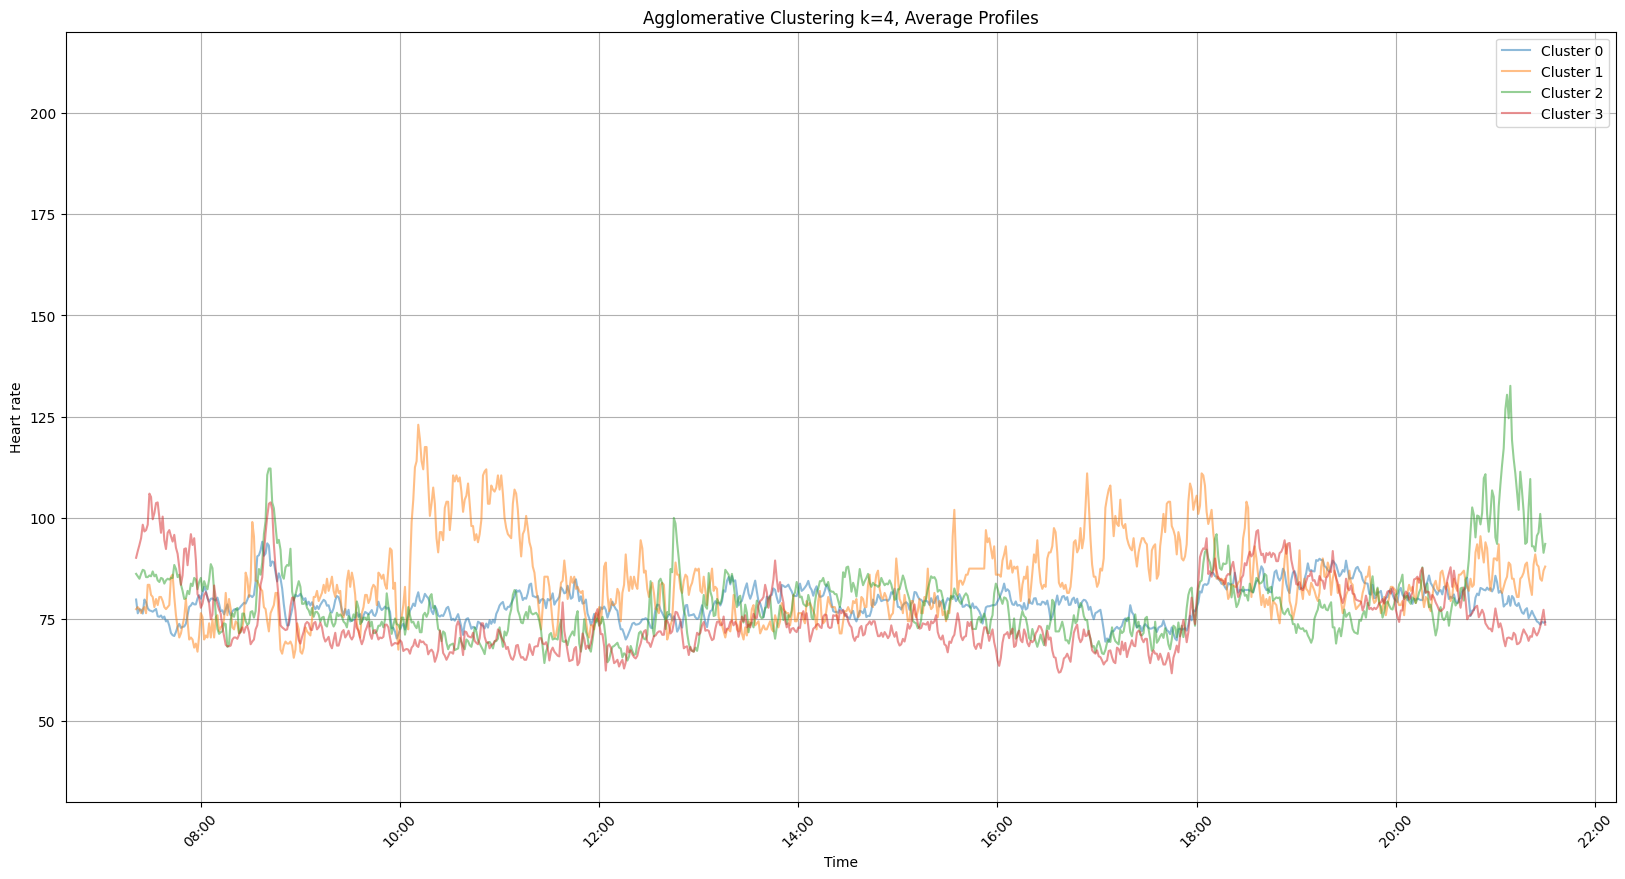 Agglomerative Clustering k=4, Average Profiles
Cluster 0
Cluster 1
Cluster 2
Cluster 3
200
175
150
125
100
75
50
Heart rate
08:00
10:00
12:00
14:00
16:00
18:00
20:00
22:00
Time